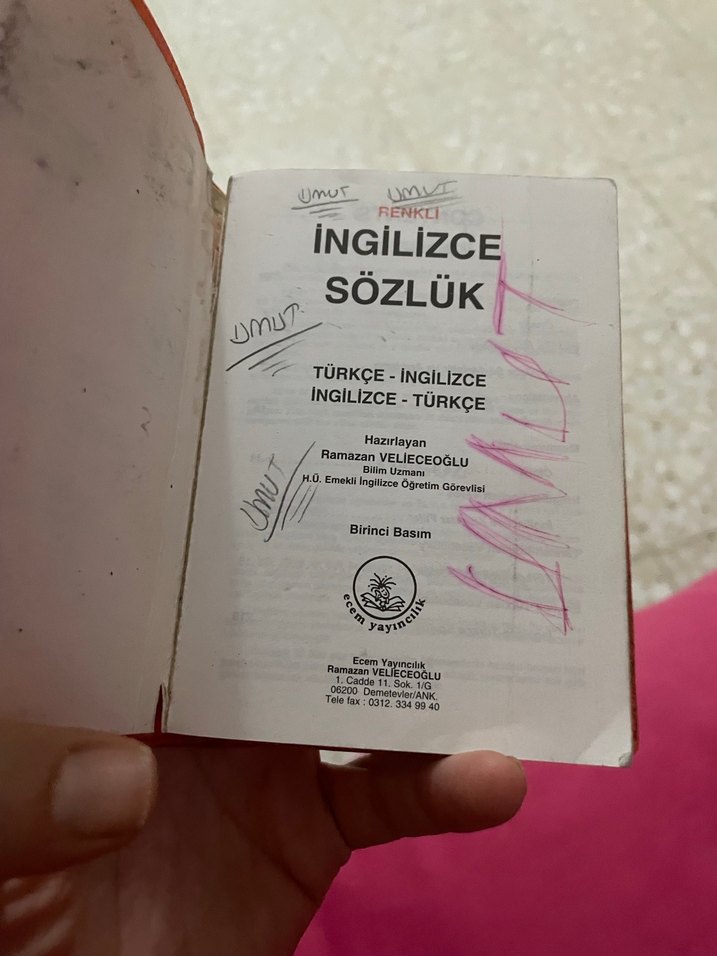 UMUT UMUT
RENKLİ
İNGİLİZCE
SÖZLÜK
UMUT
UMUT
TÜRKÇE - İNGİLİZCE
İNGİLİZCE - TÜRKÇE
Hazırlayan
Ramazan VELİECEOĞLU
Bilim Uzmanı
H.Ü. Emekli İngilizce Öğretim Görevlisi
UMUT
Birinci Basım
ecem yayıncılık
Ecem Yayıncılık
Ramazan VELİECEOĞLU
1. Cadde 11. Sok. 1/G
06200 Demetevler/ANK.
Tele fax : 0312. 334 99 40